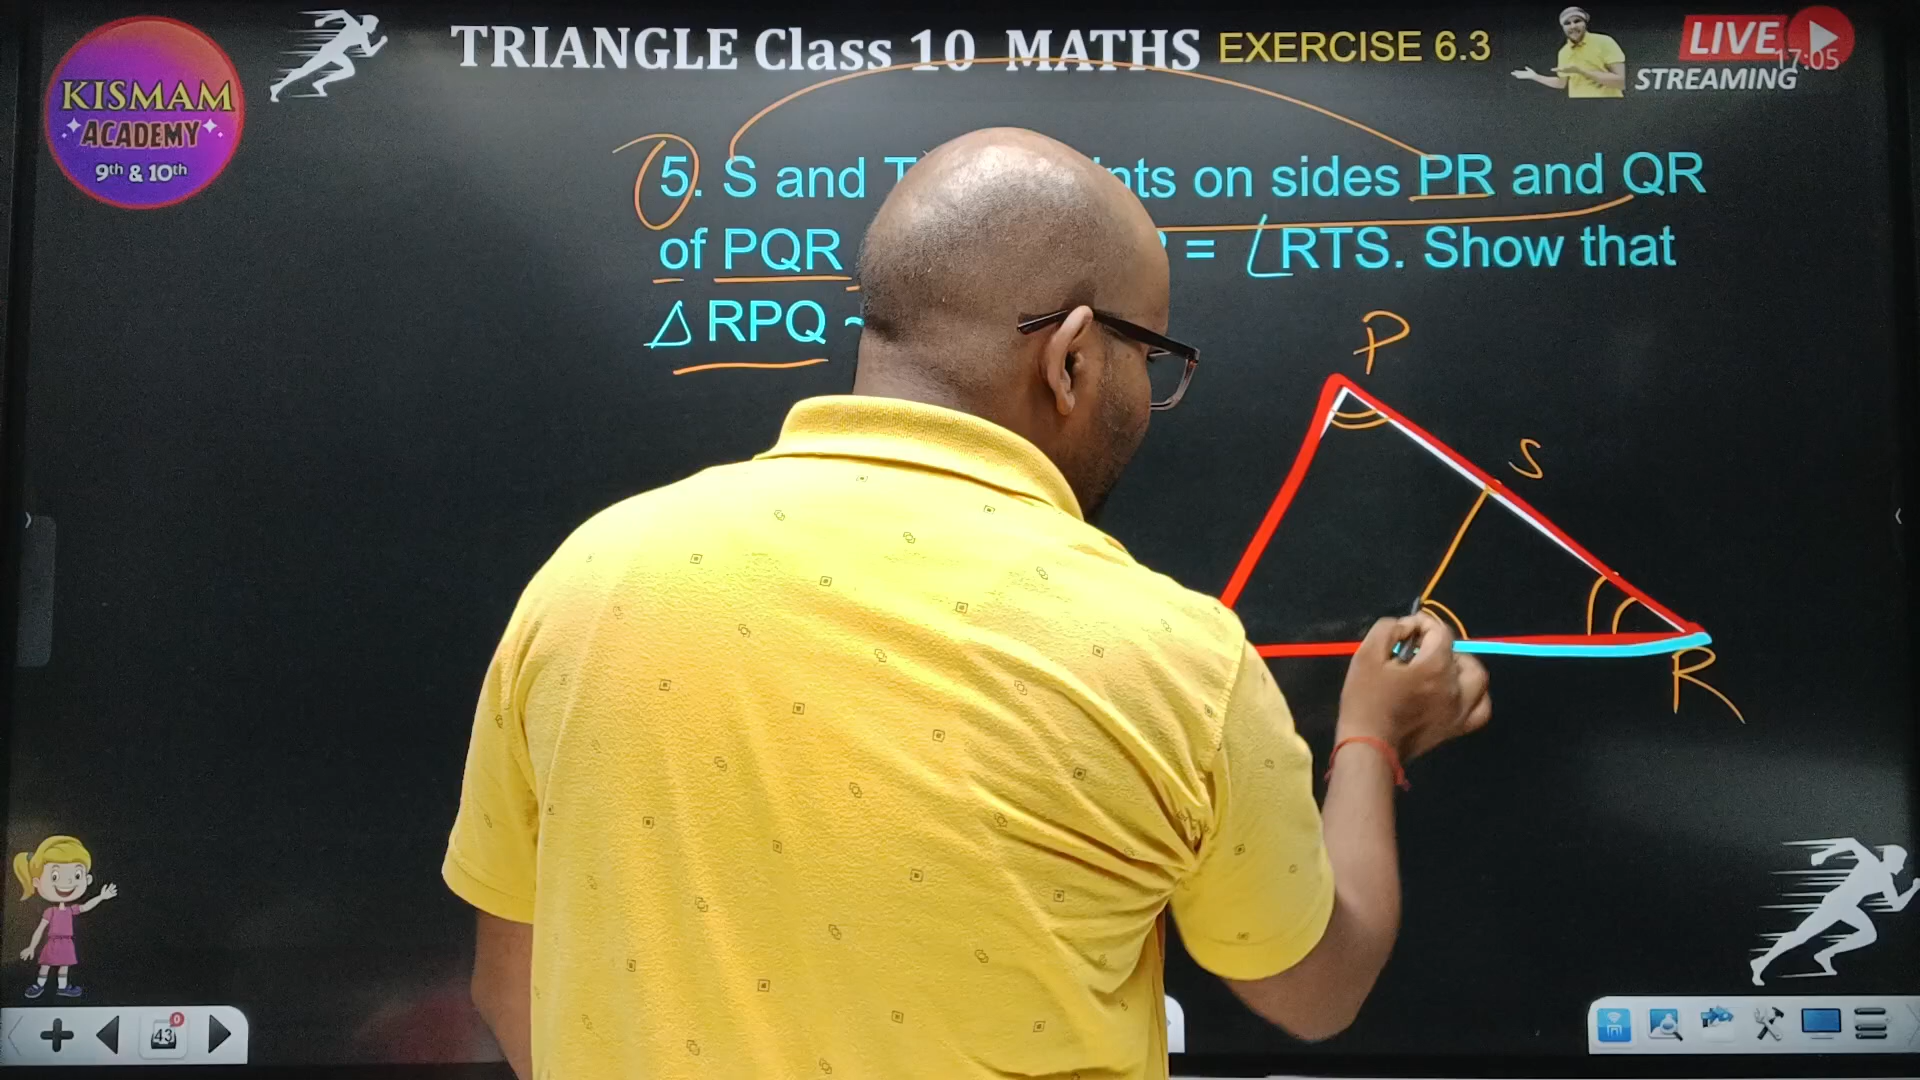 TRIANGLE Class 10 MATHS EXERCISE 6.3
LIVE
17:05
STREAMING
KISMAM
ACADEMY
9th & 10th
5. S and T nts on sides PR and QR
of PQR = ∠RTS. Show that
△ RPQ ~
P
S
R
43
0